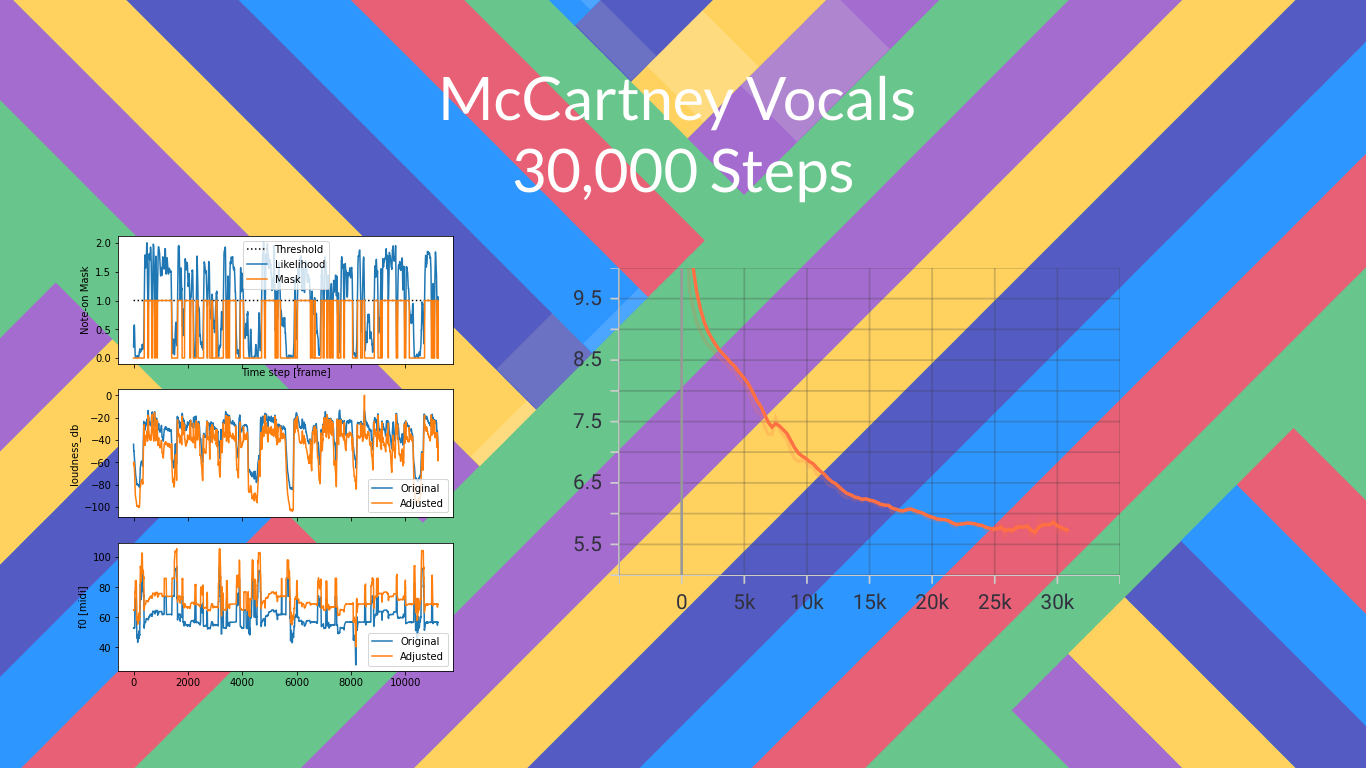 McCartney Vocals
30,000 Steps
2.0
1.5
1.0
0.5
0.0
Note-on Mask
Threshold
Likelihood
Mask
Time step [frame]
0
−20
−40
−60
−80
−100
loudness_db
Original
Adjusted
100
80
60
40
f0 [midi]
Original
Adjusted
0 2000 4000 6000 8000 10000
9.5
8.5
7.5
6.5
5.5
0 5k 10k 15k 20k 25k 30k